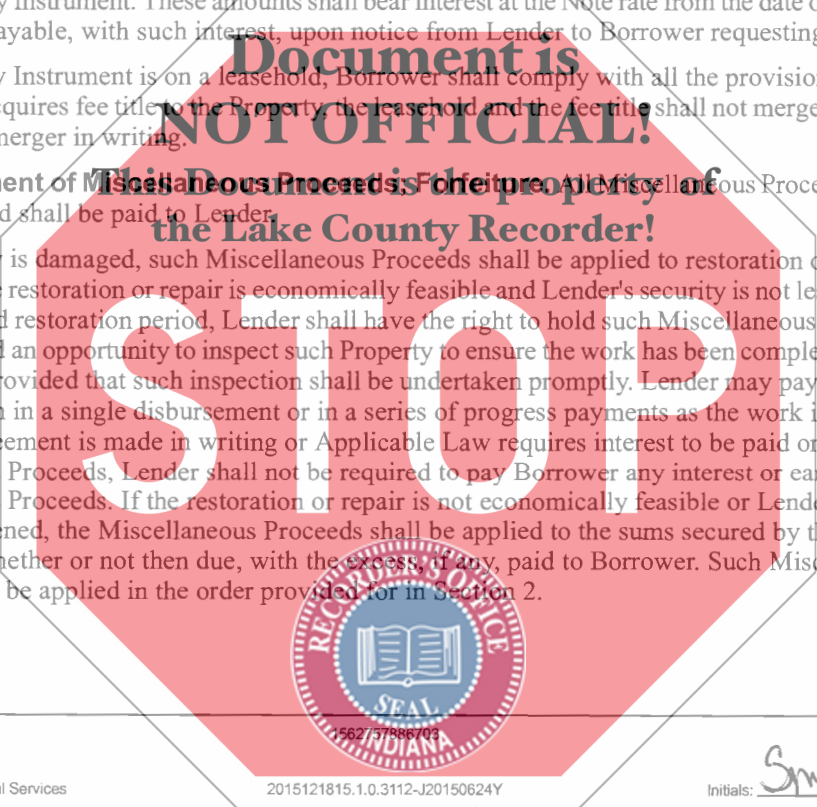 y Instrument. These amounts shall bear interest at the Note rate from the date o
ayable, with such interest, upon notice from Lender to Borrower requesting
Document is
y Instrument is on a leasehold, Borrower shall comply with all the provision
cquires fee title to the Property, the leasehold and the fee title shall not merge
NOT OFFICIAL!
merger in writing.
This Document is the property of
ent of Miscellaneous Proceeds; Forfeiture. All Miscellaneous Proce
d shall be paid to Lender.
the Lake County Recorder!
is damaged, such Miscellaneous Proceeds shall be applied to restoration o
restoration or repair is economically feasible and Lender's security is not le
d restoration period, Lender shall have the right to hold such Miscellaneous
d an opportunity to inspect such Property to ensure the work has been comple
rovided that such inspection shall be undertaken promptly. Lender may pay
n in a single disbursement or in a series of progress payments as the work i
eement is made in writing or Applicable Law requires interest to be paid on
Proceeds, Lender shall not be required to pay Borrower any interest or ear
Proceeds. If the restoration or repair is not economically feasible or Lende
ened, the Miscellaneous Proceeds shall be applied to the sums secured by th
hether or not then due, with the excess, if any, paid to Borrower. Such Misc
be applied in the order provided for in Section 2.
STOP
RECORDER'S OFFICE
SEAL
INDIANA
1562757886703
l Services
2015121815.1.0.3112-J20150624Y
Initials: